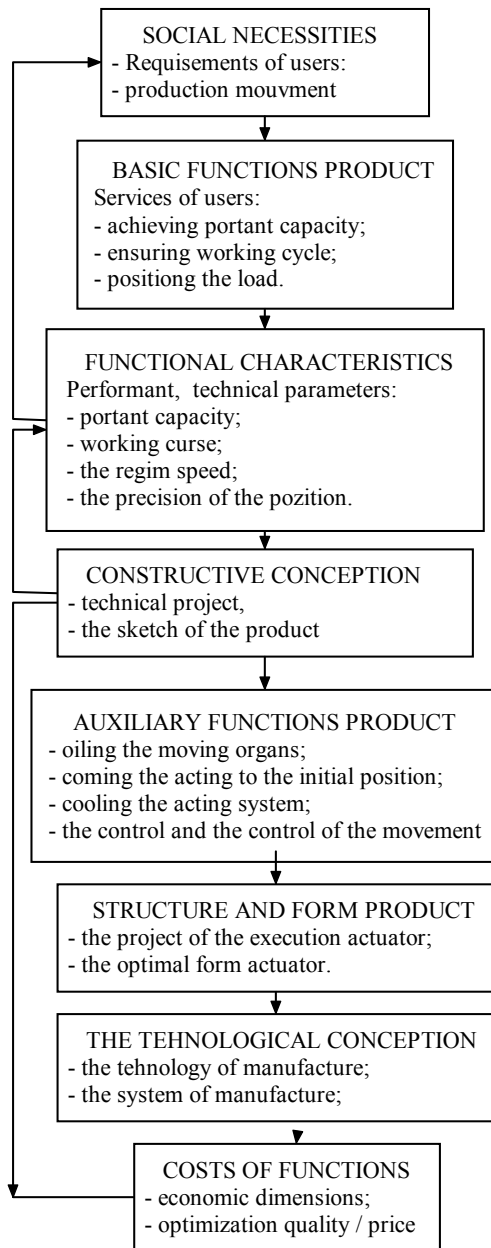 SOCIAL NECESSITIES
- Requisements of users:
- production mouvment
BASIC FUNCTIONS PRODUCT
Services of users:
- achieving portant capacity;
- ensuring working cycle;
- positiong the load.
FUNCTIONAL CHARACTERISTICS
Performant, technical parameters:
- portant capacity;
- working curse;
- the regim speed;
- the precision of the pozition.
CONSTRUCTIVE CONCEPTION
- technical project,
- the sketch of the product
AUXILIARY FUNCTIONS PRODUCT
- oiling the moving organs;
- coming the acting to the initial position;
- cooling the acting system;
- the control and the control of the movement
STRUCTURE AND FORM PRODUCT
- the project of the execution actuator;
- the optimal form actuator.
THE TEHNOLOGICAL CONCEPTION
- the tehnology of manufacture;
- the system of manufacture;
COSTS OF FUNCTIONS
- economic dimensions;
- optimization quality / price